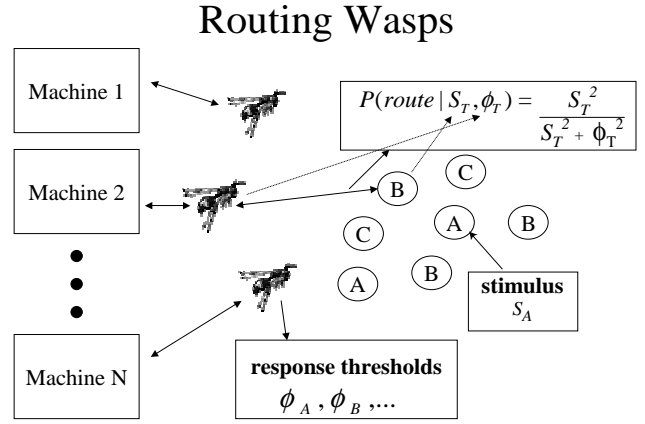 Routing Wasps
Machine 1
P(route | S_T, ϕ_T) = S_T^2 / (S_T^2 + ϕ_T^2)
Machine 2
C
B
A
B
C
B
A
stimulus
S_A
Machine N
response thresholds
ϕ_A , ϕ_B ,...